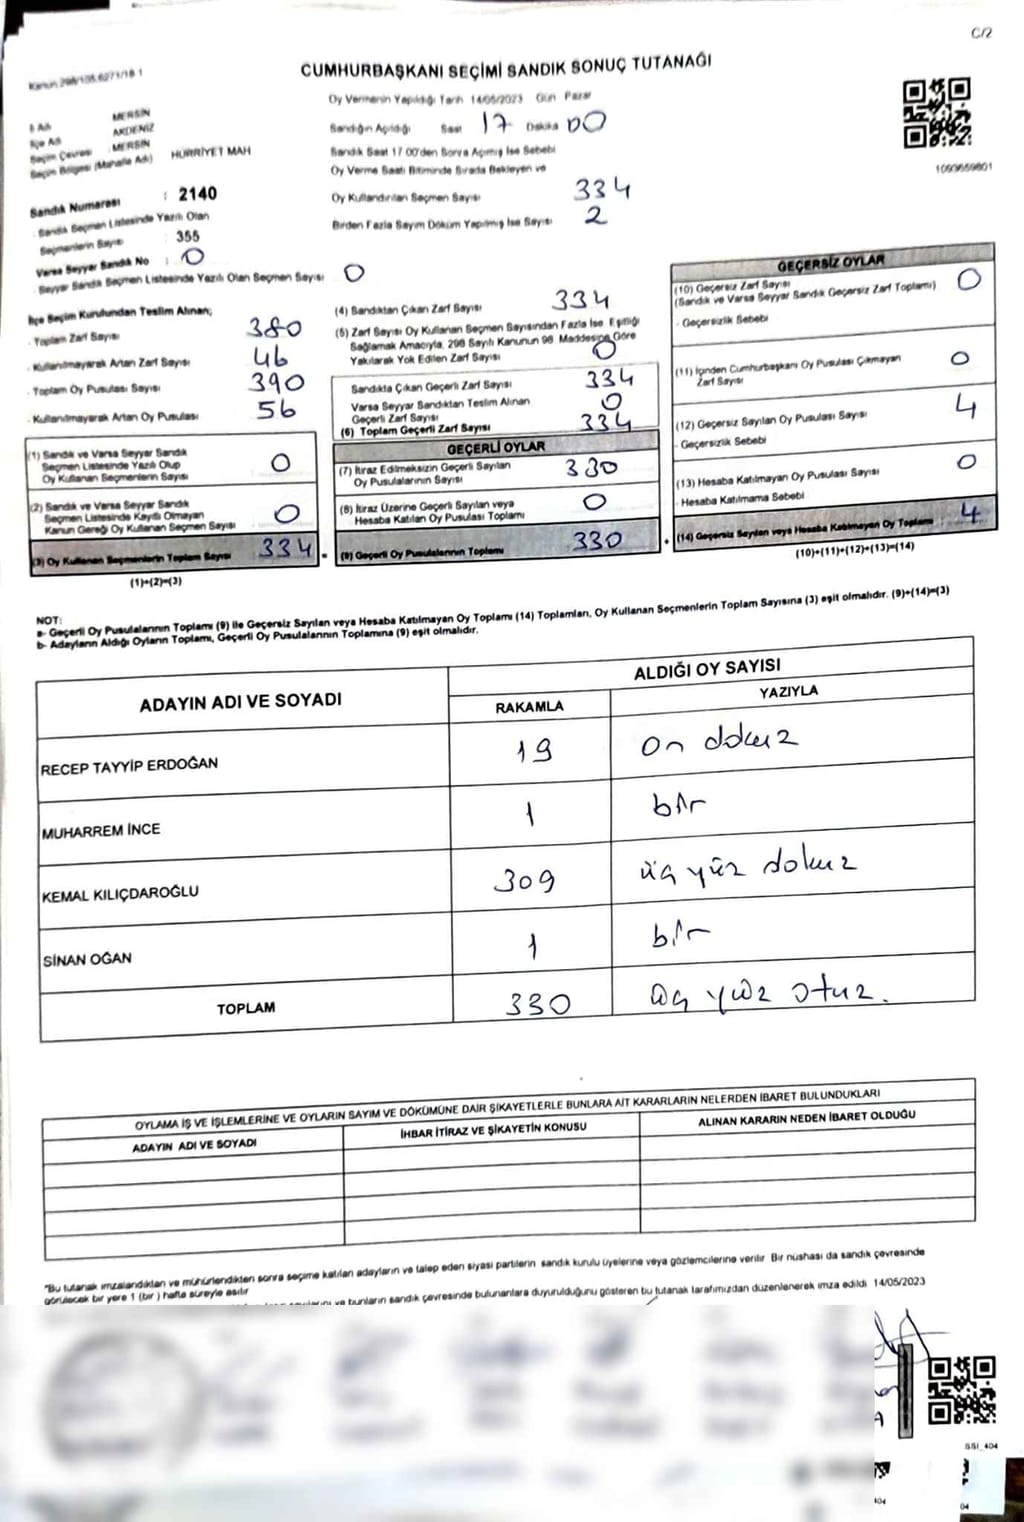 C/2
CUMHURBAŞKANI SEÇİMİ SANDIK SONUÇ TUTANAĞI
Kanun 298/105.6271/18.1
Oy Vermenin Yapıldığı Tarih 14/05/2023 Gün Pazar
İl Adı MERSİN
İlçe Adı AKDENİZ
Seçim Çevresi : MERSİN
Seçim Bölgesi (Mahalle Adı) HÜRRİYET MAH
Sandığın Açıldığı Saat 17 Dakika 00
Sandık Saat 17 00'den Sonra Açımış İse Sebebi
Oy Verme Saati Bitiminde Sırada Bekleyen ve
Oy Kullandırılan Seçmen Sayısı 334
Birden Fazla Sayım Döküm Yapılmış İse Sayısı 2
1093659801
Sandık Numarası : 2140
Sandık Seçmen Listesinde Yazılı Olan
Seçmenlerin Sayısı : 355
Varsa Seyyar Sandık No : 0
Seyyar Sandık Seçmen Listesinde Yazılı Olan Seçmen Sayısı 0
İlçe Seçim Kurulundan Teslim Alınan;
Toplam Zarf Sayısı 380
Kullanılmayarak Artan Zarf Sayısı 46
Toplam Oy Pusulası Sayısı 390
Kullanılmayarak Artan Oy Pusulası 56
(4) Sandıktan Çıkan Zarf Sayısı 334
(5) Zarf Sayısı Oy Kullanan Seçmen Sayısından Fazla İse Eşitliği
Sağlamak Amacıyla, 298 Sayılı Kanunun 98. Maddesine Göre
Yakılarak Yok Edilen Zarf Sayısı 0
Sandıkta Çıkan Geçerli Zarf Sayısı 334
Varsa Seyyar Sandıktan Teslim Alınan
Geçerli Zarf Sayısı 0
(6) Toplam Geçerli Zarf Sayısı 334
GEÇERSİZ OYLAR
(10) Geçersiz Zarf Sayısı 0
(Sandık ve Varsa Seyyar Sandık Geçersiz Zarf Toplamı)
- Geçersizlik Sebebi
(11) İçinden Cumhurbaşkanı Oy Pusulası Çıkmayan
Zarf Sayısı 0
(12) Geçersiz Sayılan Oy Pusulası Sayısı 4
- Geçersizlik Sebebi
(13) Hesaba Katılmayan Oy Pusulası Sayısı 0
- Hesaba Katılmama Sebebi
(14) Geçersiz Sayılan veya Hesaba Katılmayan Oy Toplamı 4
(10)+(11)+(12)+(13)=(14)
(1) Sandık ve Varsa Seyyar Sandık
Seçmen Listesinde Yazılı Olup
Oy Kullanan Seçmenlerin Sayısı 0
(2) Sandık ve Varsa Seyyar Sandık
Seçmen Listesinde Kayıtlı Olmayan
Kanun Gereği Oy Kullanan Seçmen Sayısı 0
(3) Oy Kullanan Seçmenlerin Toplam Sayısı 334
(1)+(2)=(3)
GEÇERLİ OYLAR
(7) İtiraz Edilmeksizin Geçerli Sayılan
Oy Pusulalarının Sayısı 330
(8) İtiraz Üzerine Geçerli Sayılan veya
Hesaba Katılan Oy Pusulası Toplamı 0
(9) Geçerli Oy Pusulalarının Toplamı 330
NOT:
a- Geçerli Oy Pusulalarının Toplamı (9) ile Geçersiz Sayılan veya Hesaba Katılmayan Oy Toplamı (14) Toplamları, Oy Kullanan Seçmenlerin Toplam Sayısına (3) eşit olmalıdır. (9)+(14)=(3)
b- Adayların Aldığı Oyların Toplamı, Geçerli Oy Pusulalarının Toplamına (9) eşit olmalıdır.
ADAYIN ADI VE SOYADI
ALDIĞI OY SAYISI
RAKAMLA YAZIYLA
RECEP TAYYİP ERDOĞAN 19 on dokuz
MUHARREM İNCE 1 bir
KEMAL KILIÇDAROĞLU 309 üç yüz dokuz
SİNAN OĞAN 1 bir
TOPLAM 330 üç yüz otuz.
OYLAMA İŞ VE İŞLEMLERİNE VE OYLARIN SAYIM VE DÖKÜMÜNE DAİR ŞİKAYETLERLE BUNLARA AİT KARARLARIN NELERDEN İBARET BULUNDUKLARI
ADAYIN ADI VE SOYADI İHBAR İTİRAZ VE ŞİKAYETİN KONUSU ALINAN KARARIN NEDEN İBARET OLDUĞU
*Bu tutanak imzalandıktan ve mühürlendikten sonra seçime katılan adayların ve talep eden siyasi partilerin sandık kurulu üyelerine veya gözlemcilerine verilir Bir nüshası da sandık çevresinde
görülecek bir yere 1 (bir ) hafta süreyle asılır
ve bunların sandık çevresinde bulunanlara duyurulduğunu gösteren bu tutanak tarafımızdan düzenlenerek imza edildi 14/05/2023
SSI_404
404
04